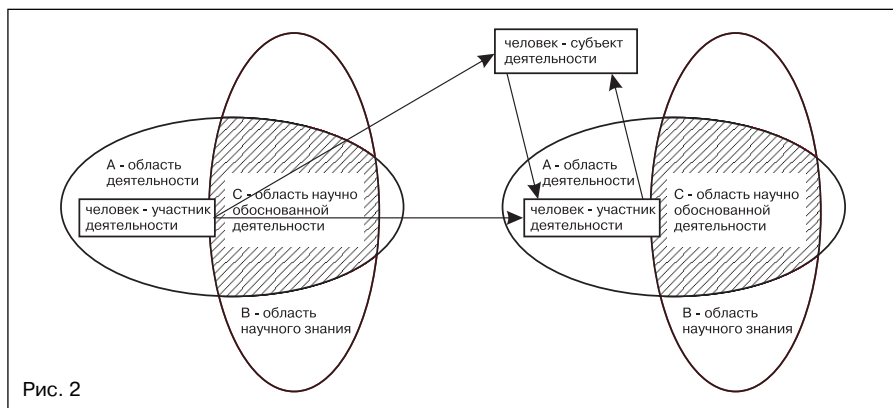 человек - субъект
деятельности
А - область
деятельности
С - область научно
обоснованной
деятельности
человек - участник
деятельности
В - область
научного знания
А - область
деятельности
С - область научно
обоснованной
деятельности
человек - участник
деятельности
В - область
научного знания
Рис. 2